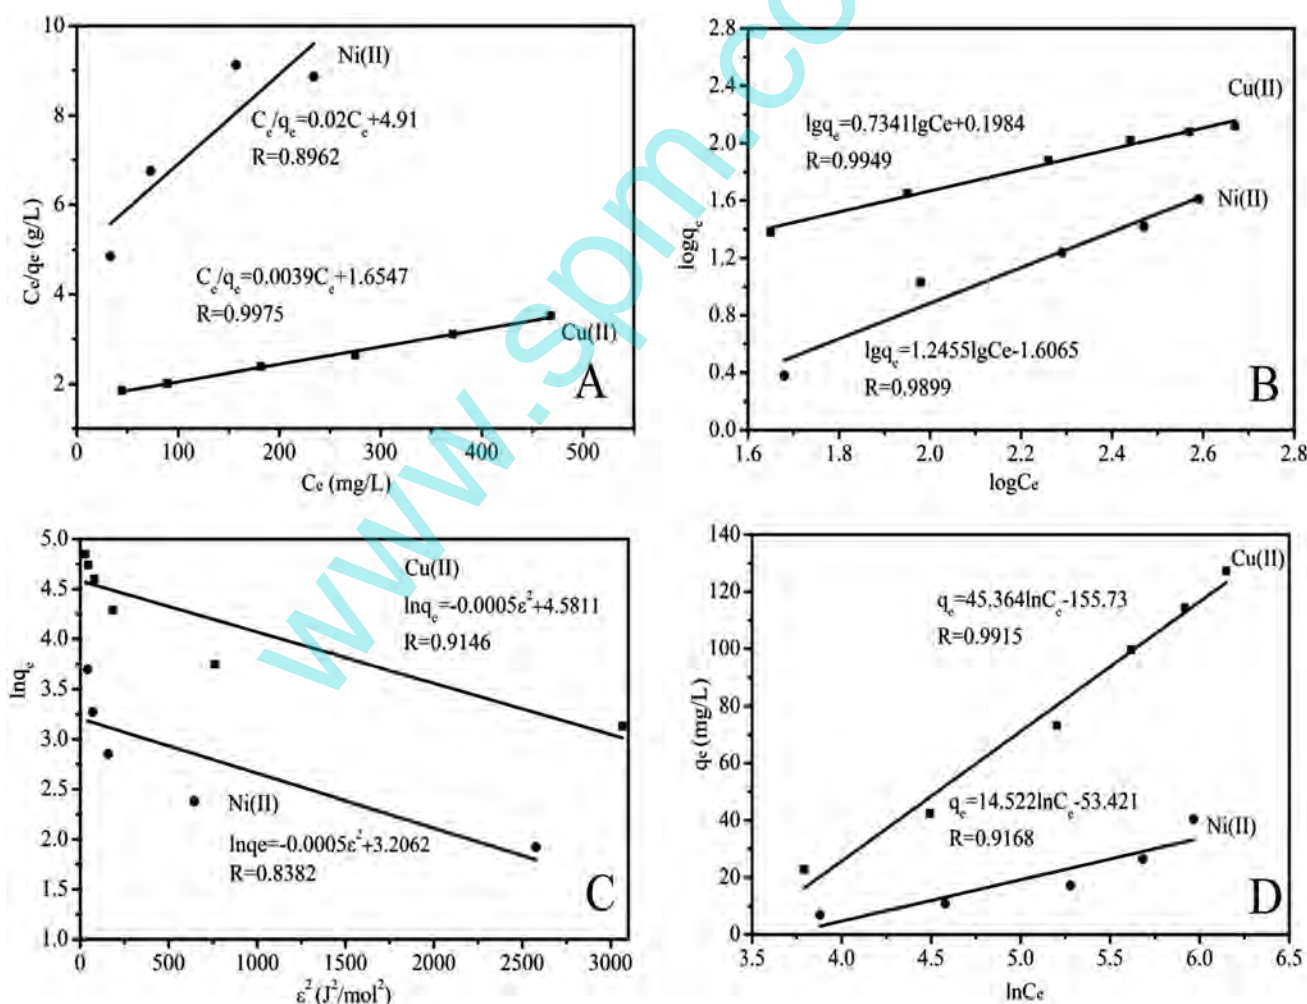 10
8
6
4
2
Ce/qe (g/L)
Ni(II)
Ce/qe=0.02Ce+4.91
R=0.8962
Ce/qe=0.0039Ce+1.6547
R=0.9975
Cu(II)
A
0 100 200 300 400 500
Ce (mg/L)
2.8
2.4
2.0
1.6
1.2
0.8
0.4
0.0
logqe
Cu(II)
lgqe=0.7341lgCe+0.1984
R=0.9949
Ni(II)
lgqe=1.2455lgCe-1.6065
R=0.9899
B
1.6 1.8 2.0 2.2 2.4 2.6 2.8
logCe
5.0
4.5
4.0
3.5
3.0
2.5
2.0
1.5
1.0
lnqe
Cu(II)
lnqe=-0.0005ε²+4.5811
R=0.9146
Ni(II)
lnqe=-0.0005ε²+3.2062
R=0.8382
C
0 500 1000 1500 2000 2500 3000
ε² (J²/mol²)
140
120
100
80
60
40
20
0
qe (mg/L)
Cu(II)
qe=45.364lnCe-155.73
R=0.9915
qe=14.522lnCe-53.421
R=0.9168
Ni(II)
D
3.5 4.0 4.5 5.0 5.5 6.0 6.5
lnCe
www.spm.co